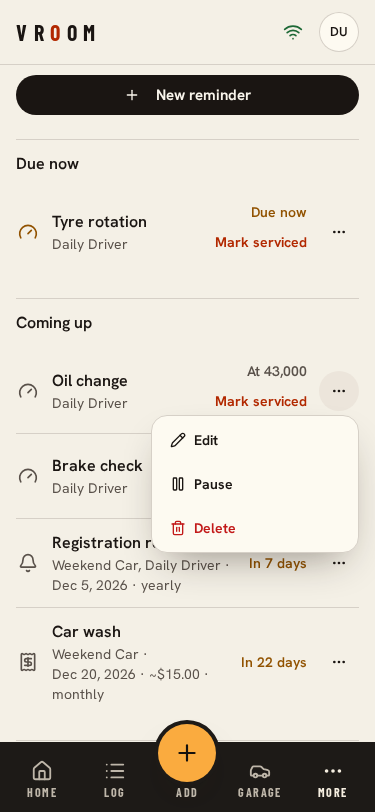 VROOM
DU
New reminder
Due now
Tyre rotation
Daily Driver
Due now
Mark serviced
Coming up
Oil change
Daily Driver
At 43,000
Mark serviced
Edit
Pause
Delete
Brake check
Daily Driver
Registration
Weekend Car, Daily Driver ·
Dec 5, 2026 · yearly
In 7 days
Car wash
Weekend Car ·
Dec 20, 2026 · ~$15.00 ·
monthly
In 22 days
HOME
LOG
ADD
GARAGE
MORE